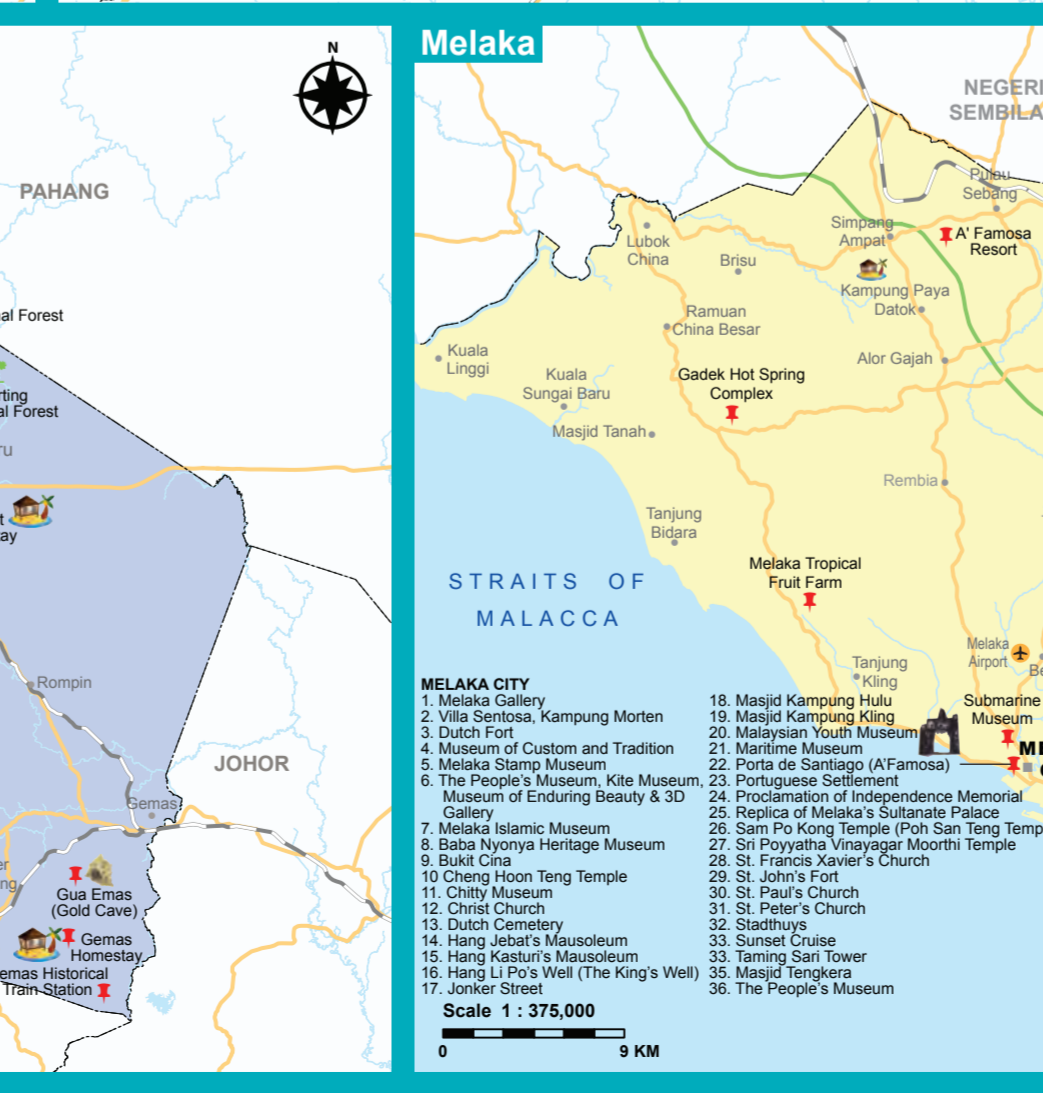 N
PAHANG
al Forest
rting
al Forest
ru
t
ay
Rompin
JOHOR
Gemas
er
ng
Gua Emas
(Gold Cave)
Gemas
Homestay
emas Historical
Train Station
Melaka
NEGERI
SEMBILA
Pulau
Sebang
Simpang
Ampat
A' Famosa
Resort
Lubok
China
Brisu
Kampung Paya
Datok
Ramuan
China Besar
Kuala
Linggi
Alor Gajah
Kuala
Sungai Baru
Gadek Hot Spring
Complex
Masjid Tanah
Rembia
Tanjung
Bidara
Melaka Tropical
Fruit Farm
STRAITS OF
MALACCA
Melaka
Airport
Be
Tanjung
Kling
Submarine
Museum
ME
C
MELAKA CITY
1. Melaka Gallery
2. Villa Sentosa, Kampung Morten
3. Dutch Fort
4. Museum of Custom and Tradition
5. Melaka Stamp Museum
6. The People's Museum, Kite Museum,
Museum of Enduring Beauty & 3D
Gallery
7. Melaka Islamic Museum
8. Baba Nyonya Heritage Museum
9. Bukit Cina
10 Cheng Hoon Teng Temple
11. Chitty Museum
12. Christ Church
13. Dutch Cemetery
14. Hang Jebat's Mausoleum
15. Hang Kasturi's Mausoleum
16. Hang Li Po's Well (The King's Well)
17. Jonker Street
18. Masjid Kampung Hulu
19. Masjid Kampung Kling
20. Malaysian Youth Museum
21. Maritime Museum
22. Porta de Santiago (A'Famosa)
23. Portuguese Settlement
24. Proclamation of Independence Memorial
25. Replica of Melaka's Sultanate Palace
26. Sam Po Kong Temple (Poh San Teng Temp
27. Sri Poyyatha Vinayagar Moorthi Temple
28. St. Francis Xavier's Church
29. St. John's Fort
30. St. Paul's Church
31. St. Peter's Church
32. Stadthuys
33. Sunset Cruise
33. Taming Sari Tower
35. Masjid Tengkera
36. The People's Museum
Scale 1 : 375,000
0 9 KM